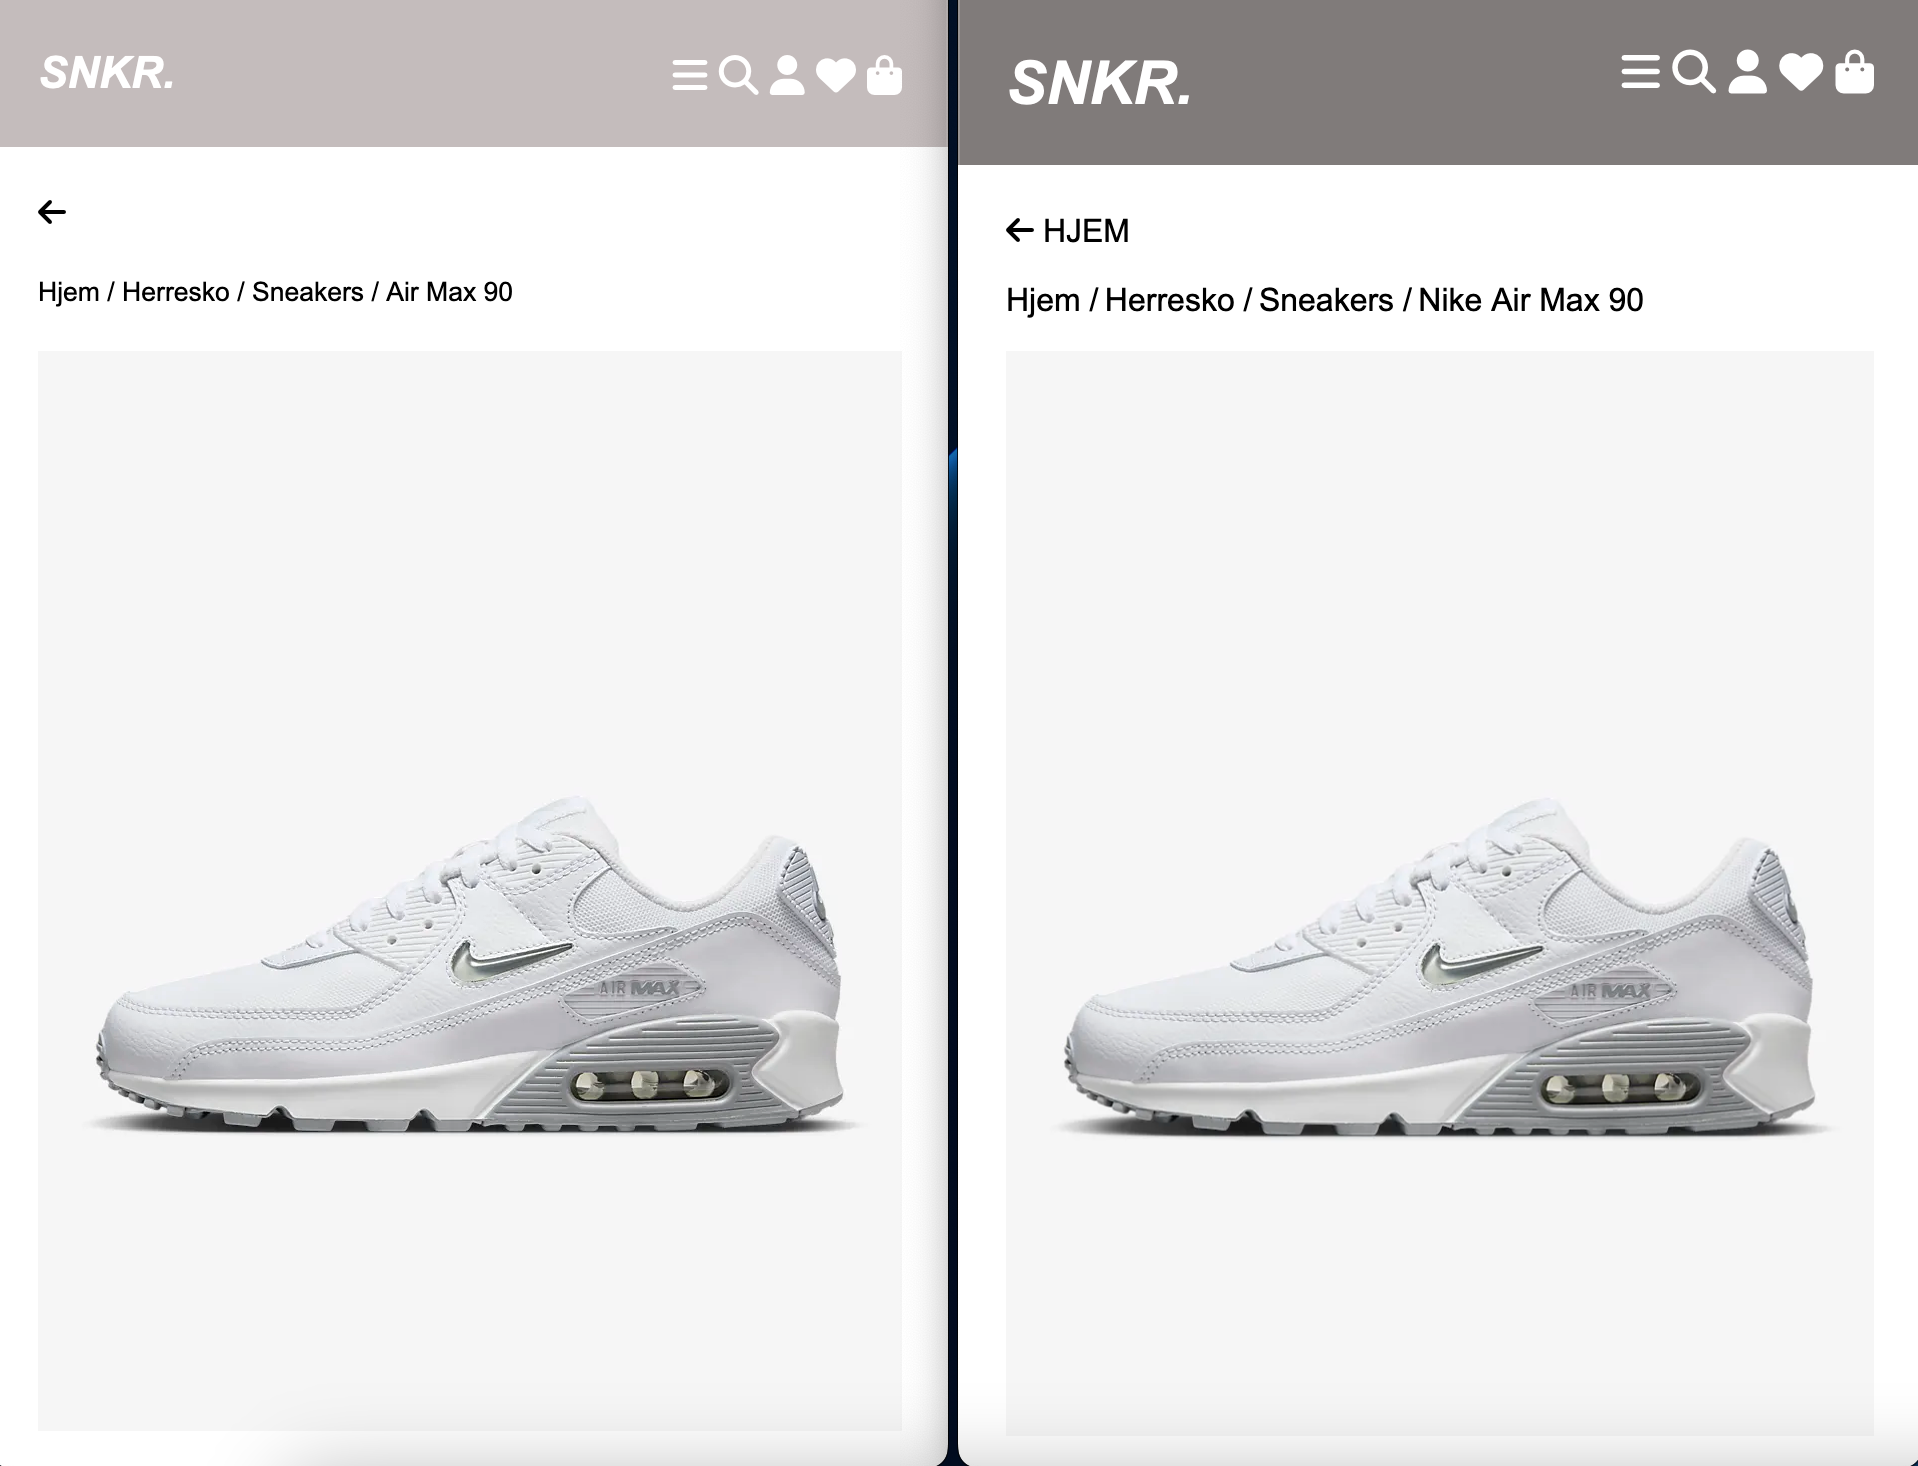 SNKR.
Hjem / Herresko / Sneakers / Air Max 90
AIR MAX
SNKR.
HJEM
Hjem / Herresko / Sneakers / Nike Air Max 90
AIR MAX